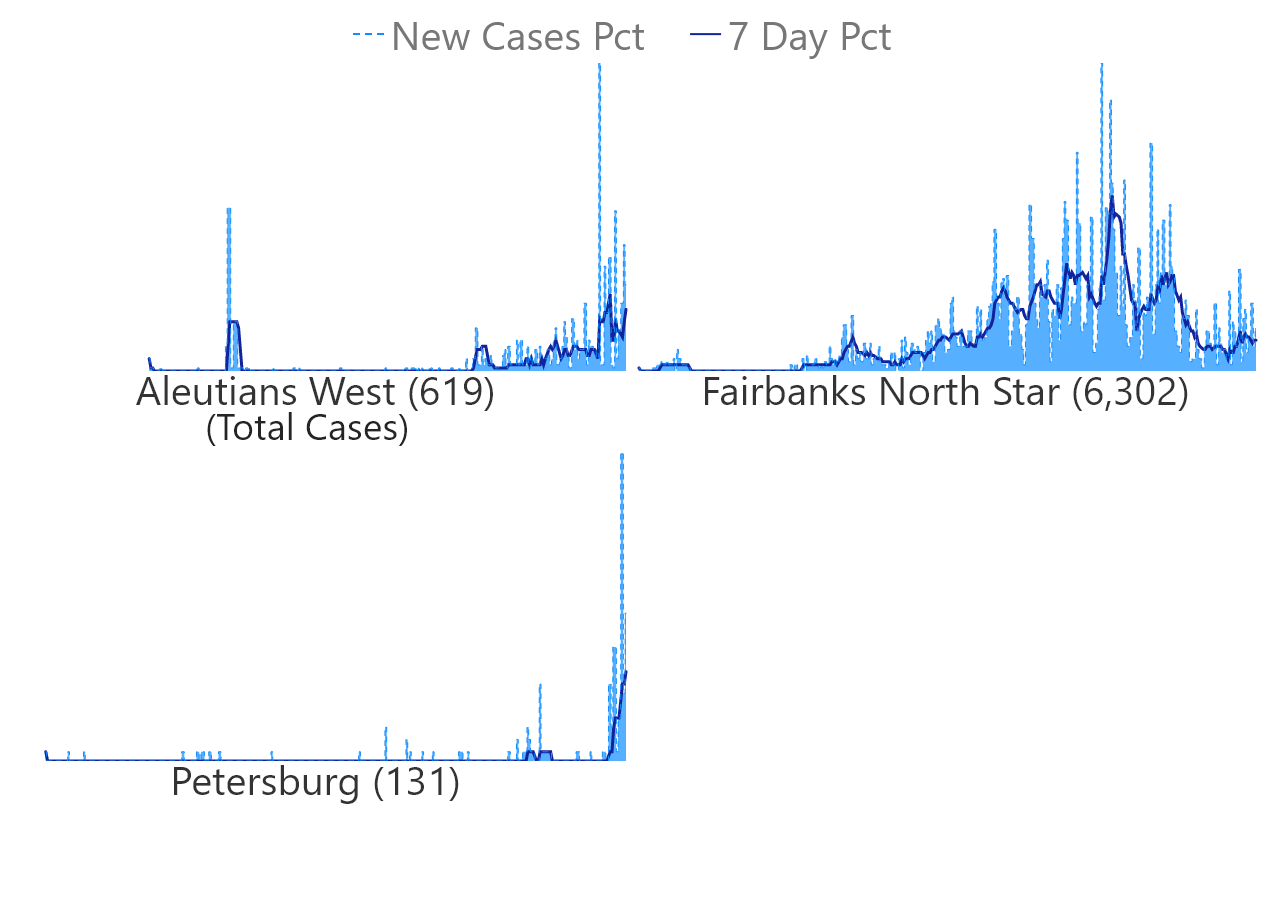 New Cases Pct 7 Day Pct
Aleutians West (619)
(Total Cases)
Fairbanks North Star (6,302)
Petersburg (131)